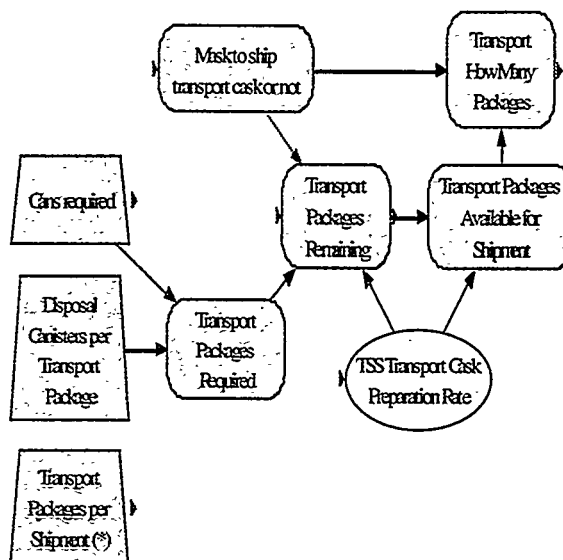 Mask to ship
transport cask or not
Transport
How Many
Packages
Cans required
Transport
Packages
Remaining
Transport Packages
Available for
Shipment
Disposal
Canisters per
Transport
Package
Transport
Packages
Required
TSS Transport Cask
Preparation Rate
Transport
Packages per
Shipment (*)